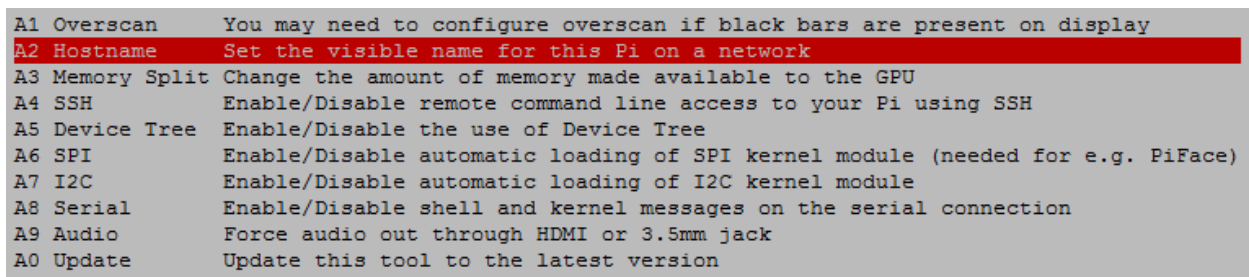 A1 Overscan You may need to configure overscan if black bars are present on display
A2 Hostname Set the visible name for this Pi on a network
A3 Memory Split Change the amount of memory made available to the GPU
A4 SSH Enable/Disable remote command line access to your Pi using SSH
A5 Device Tree Enable/Disable the use of Device Tree
A6 SPI Enable/Disable automatic loading of SPI kernel module (needed for e.g. PiFace)
A7 I2C Enable/Disable automatic loading of I2C kernel module
A8 Serial Enable/Disable shell and kernel messages on the serial connection
A9 Audio Force audio out through HDMI or 3.5mm jack
A0 Update Update this tool to the latest version